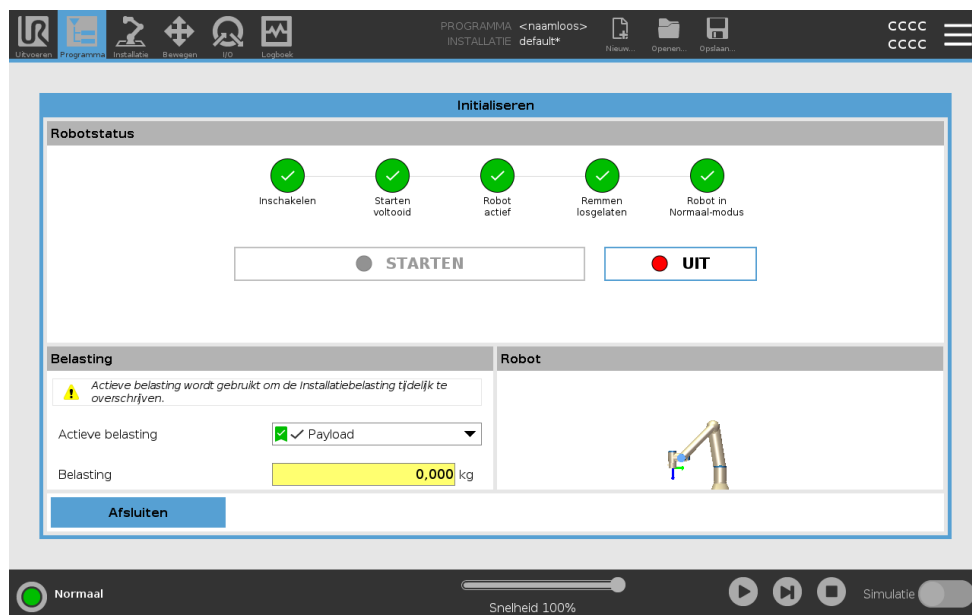 PROGRAMMA <naamloos>
INSTALLATIE default*
CCCC
CCCC
Uitvoeren Programma Installatie Bewegen I/O Logboek Nieuw... Openen... Opslaan...
Initialiseren
Robotstatus
Inschakelen
Starten
voltooid
Robot
actief
Remmen
losgelaten
Robot in
Normaal-modus
STARTEN
UIT
Belasting
Robot
Actieve belasting wordt gebruikt om de Installatiebelasting tijdelijk te
overschrijven.
Actieve belasting
Payload
Belasting
0,000 kg
Afsluiten
Normaal
Snelheid 100%
Simulatie